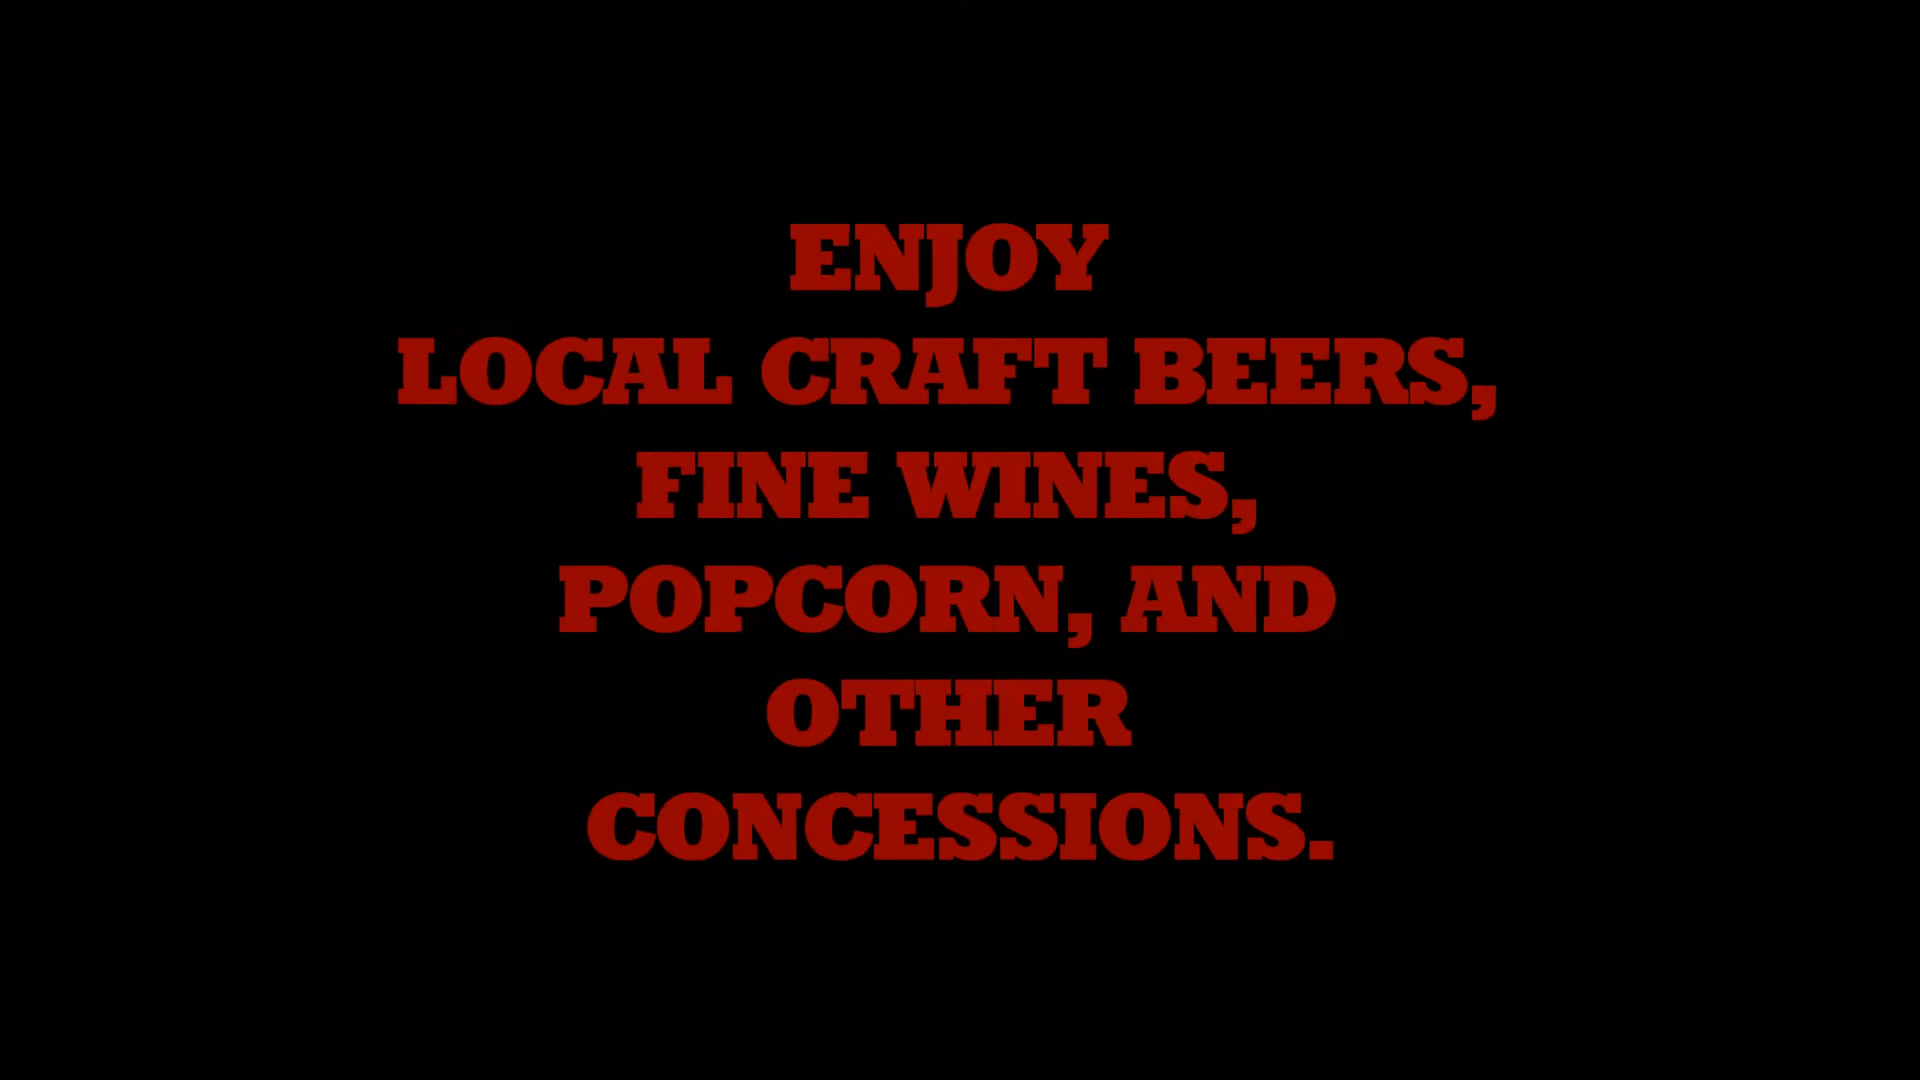 ENJOY
LOCAL CRAFT BEERS,
FINE WINES,
POPCORN, AND
OTHER
CONCESSIONS.